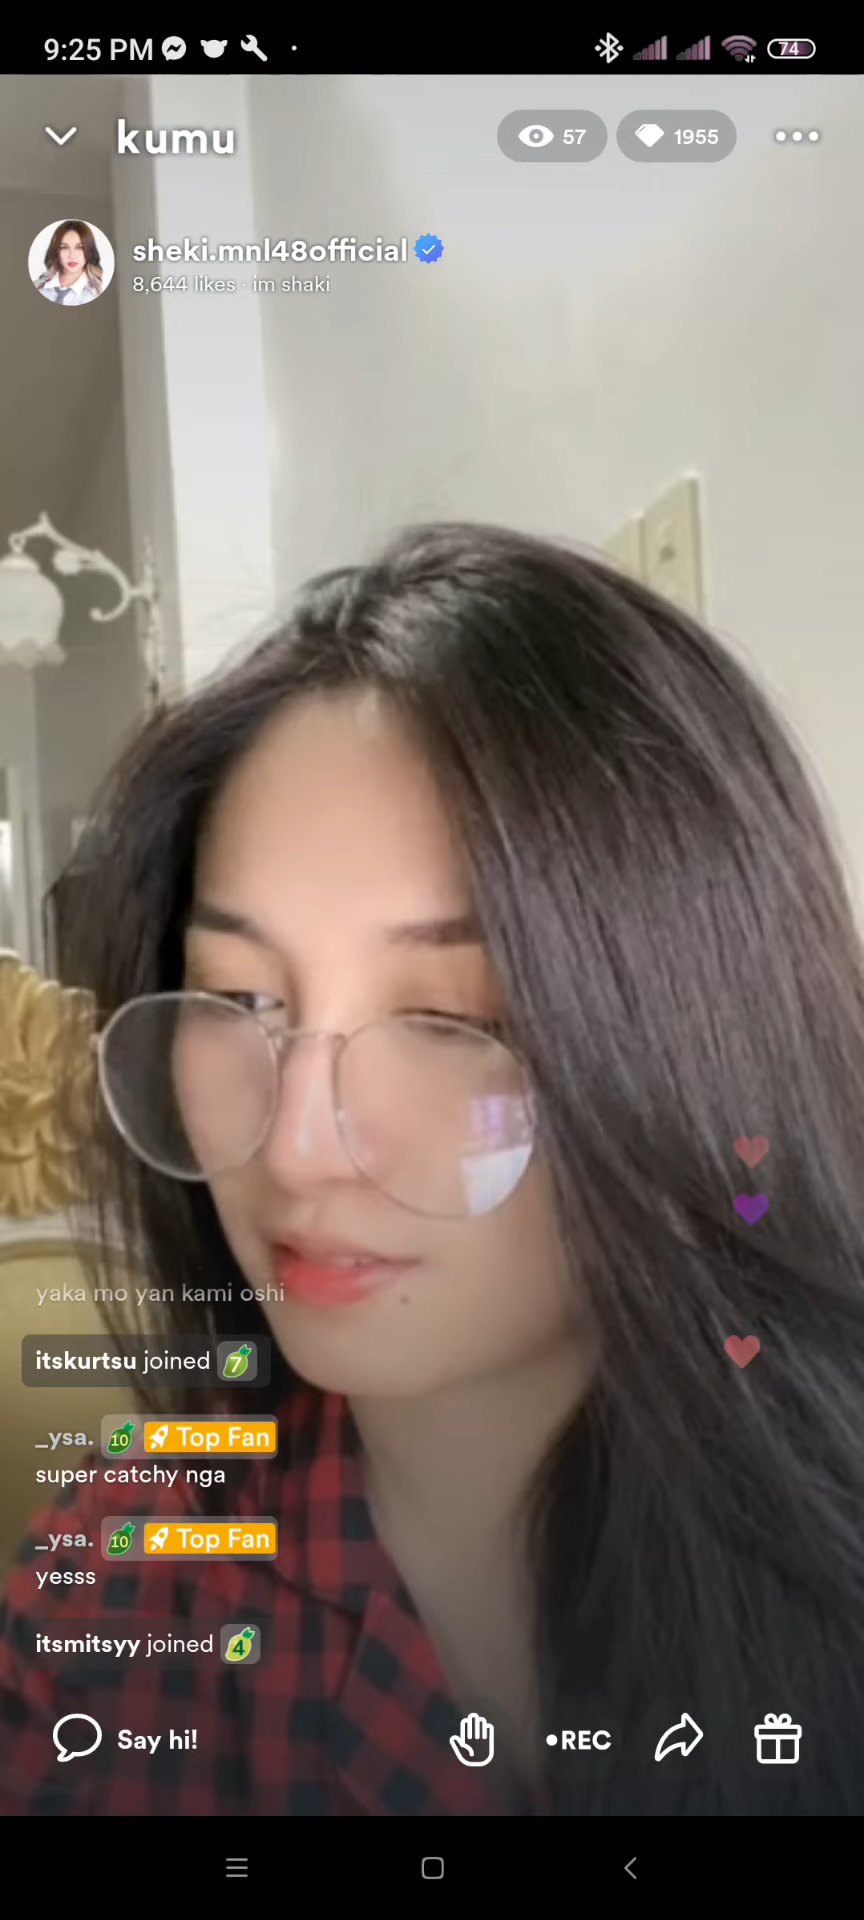 9:25 PM
74
kumu
57
1955
sheki.mnl48official
8,644 likes · im shaki
yaka mo yan kami oshi
itskurtsu joined 7
_ysa. 10 Top Fan
super catchy nga
_ysa. 10 Top Fan
yesss
itsmitsyy joined 4
Say hi!
•REC